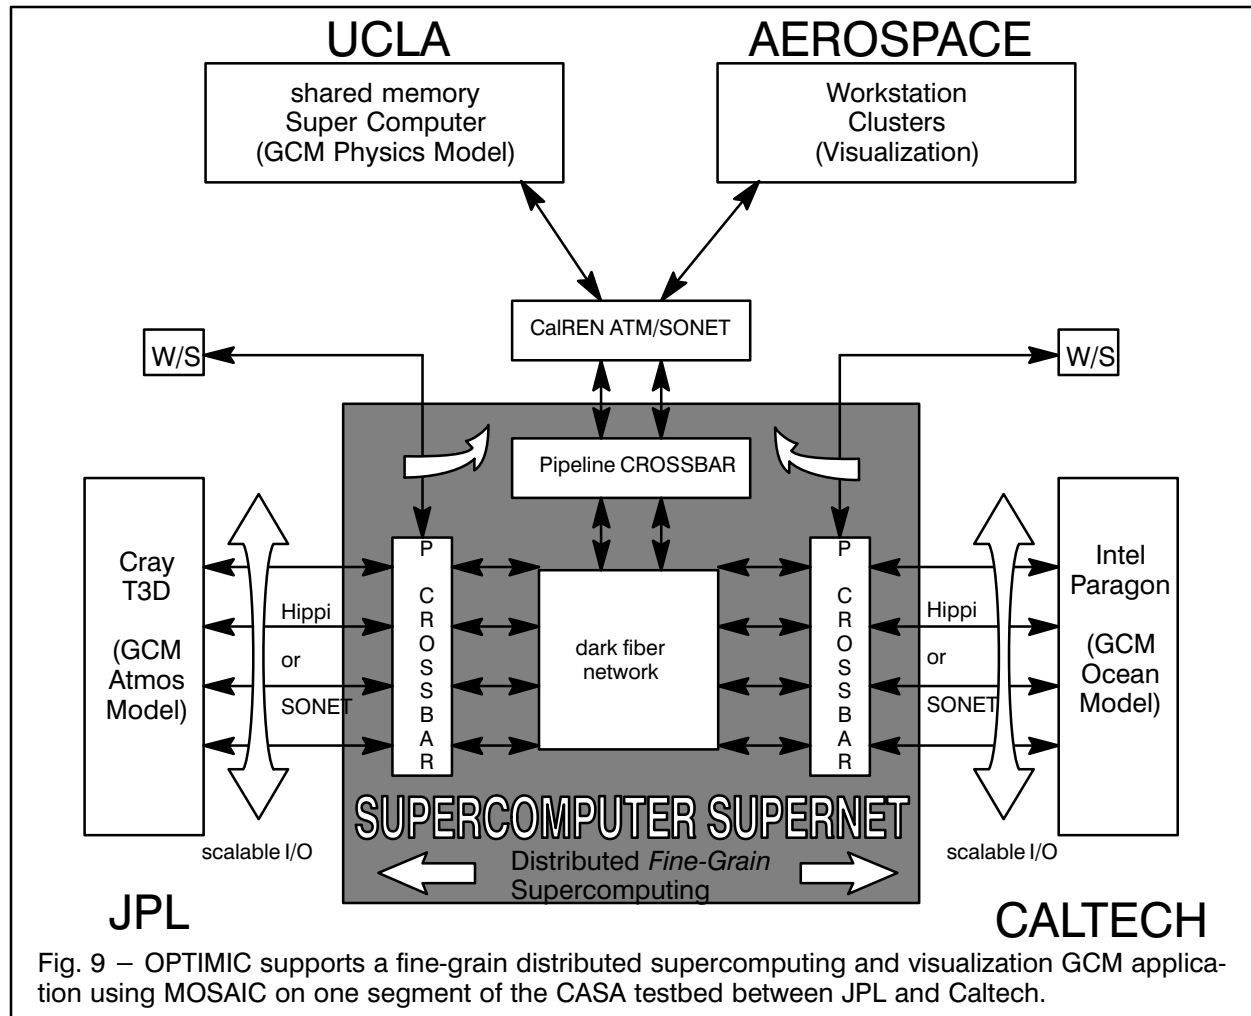 UCLA
AEROSPACE
shared memory
Super Computer
(GCM Physics Model)
Workstation
Clusters
(Visualization)
CalREN ATM/SONET
W/S
W/S
Pipeline CROSSBAR
Cray
T3D
(GCM
Atmos
Model)
Hippi
or
SONET
P CROSSBAR
dark fiber
network
P CROSSBAR
Hippi
or
SONET
Intel
Paragon
(GCM
Ocean
Model)
scalable I/O
SUPERCOMPUTER SUPERNET
scalable I/O
Distributed Fine-Grain
Supercomputing
JPL
CALTECH
Fig. 9 – OPTIMIC supports a fine-grain distributed supercomputing and visualization GCM applica-
tion using MOSAIC on one segment of the CASA testbed between JPL and Caltech.